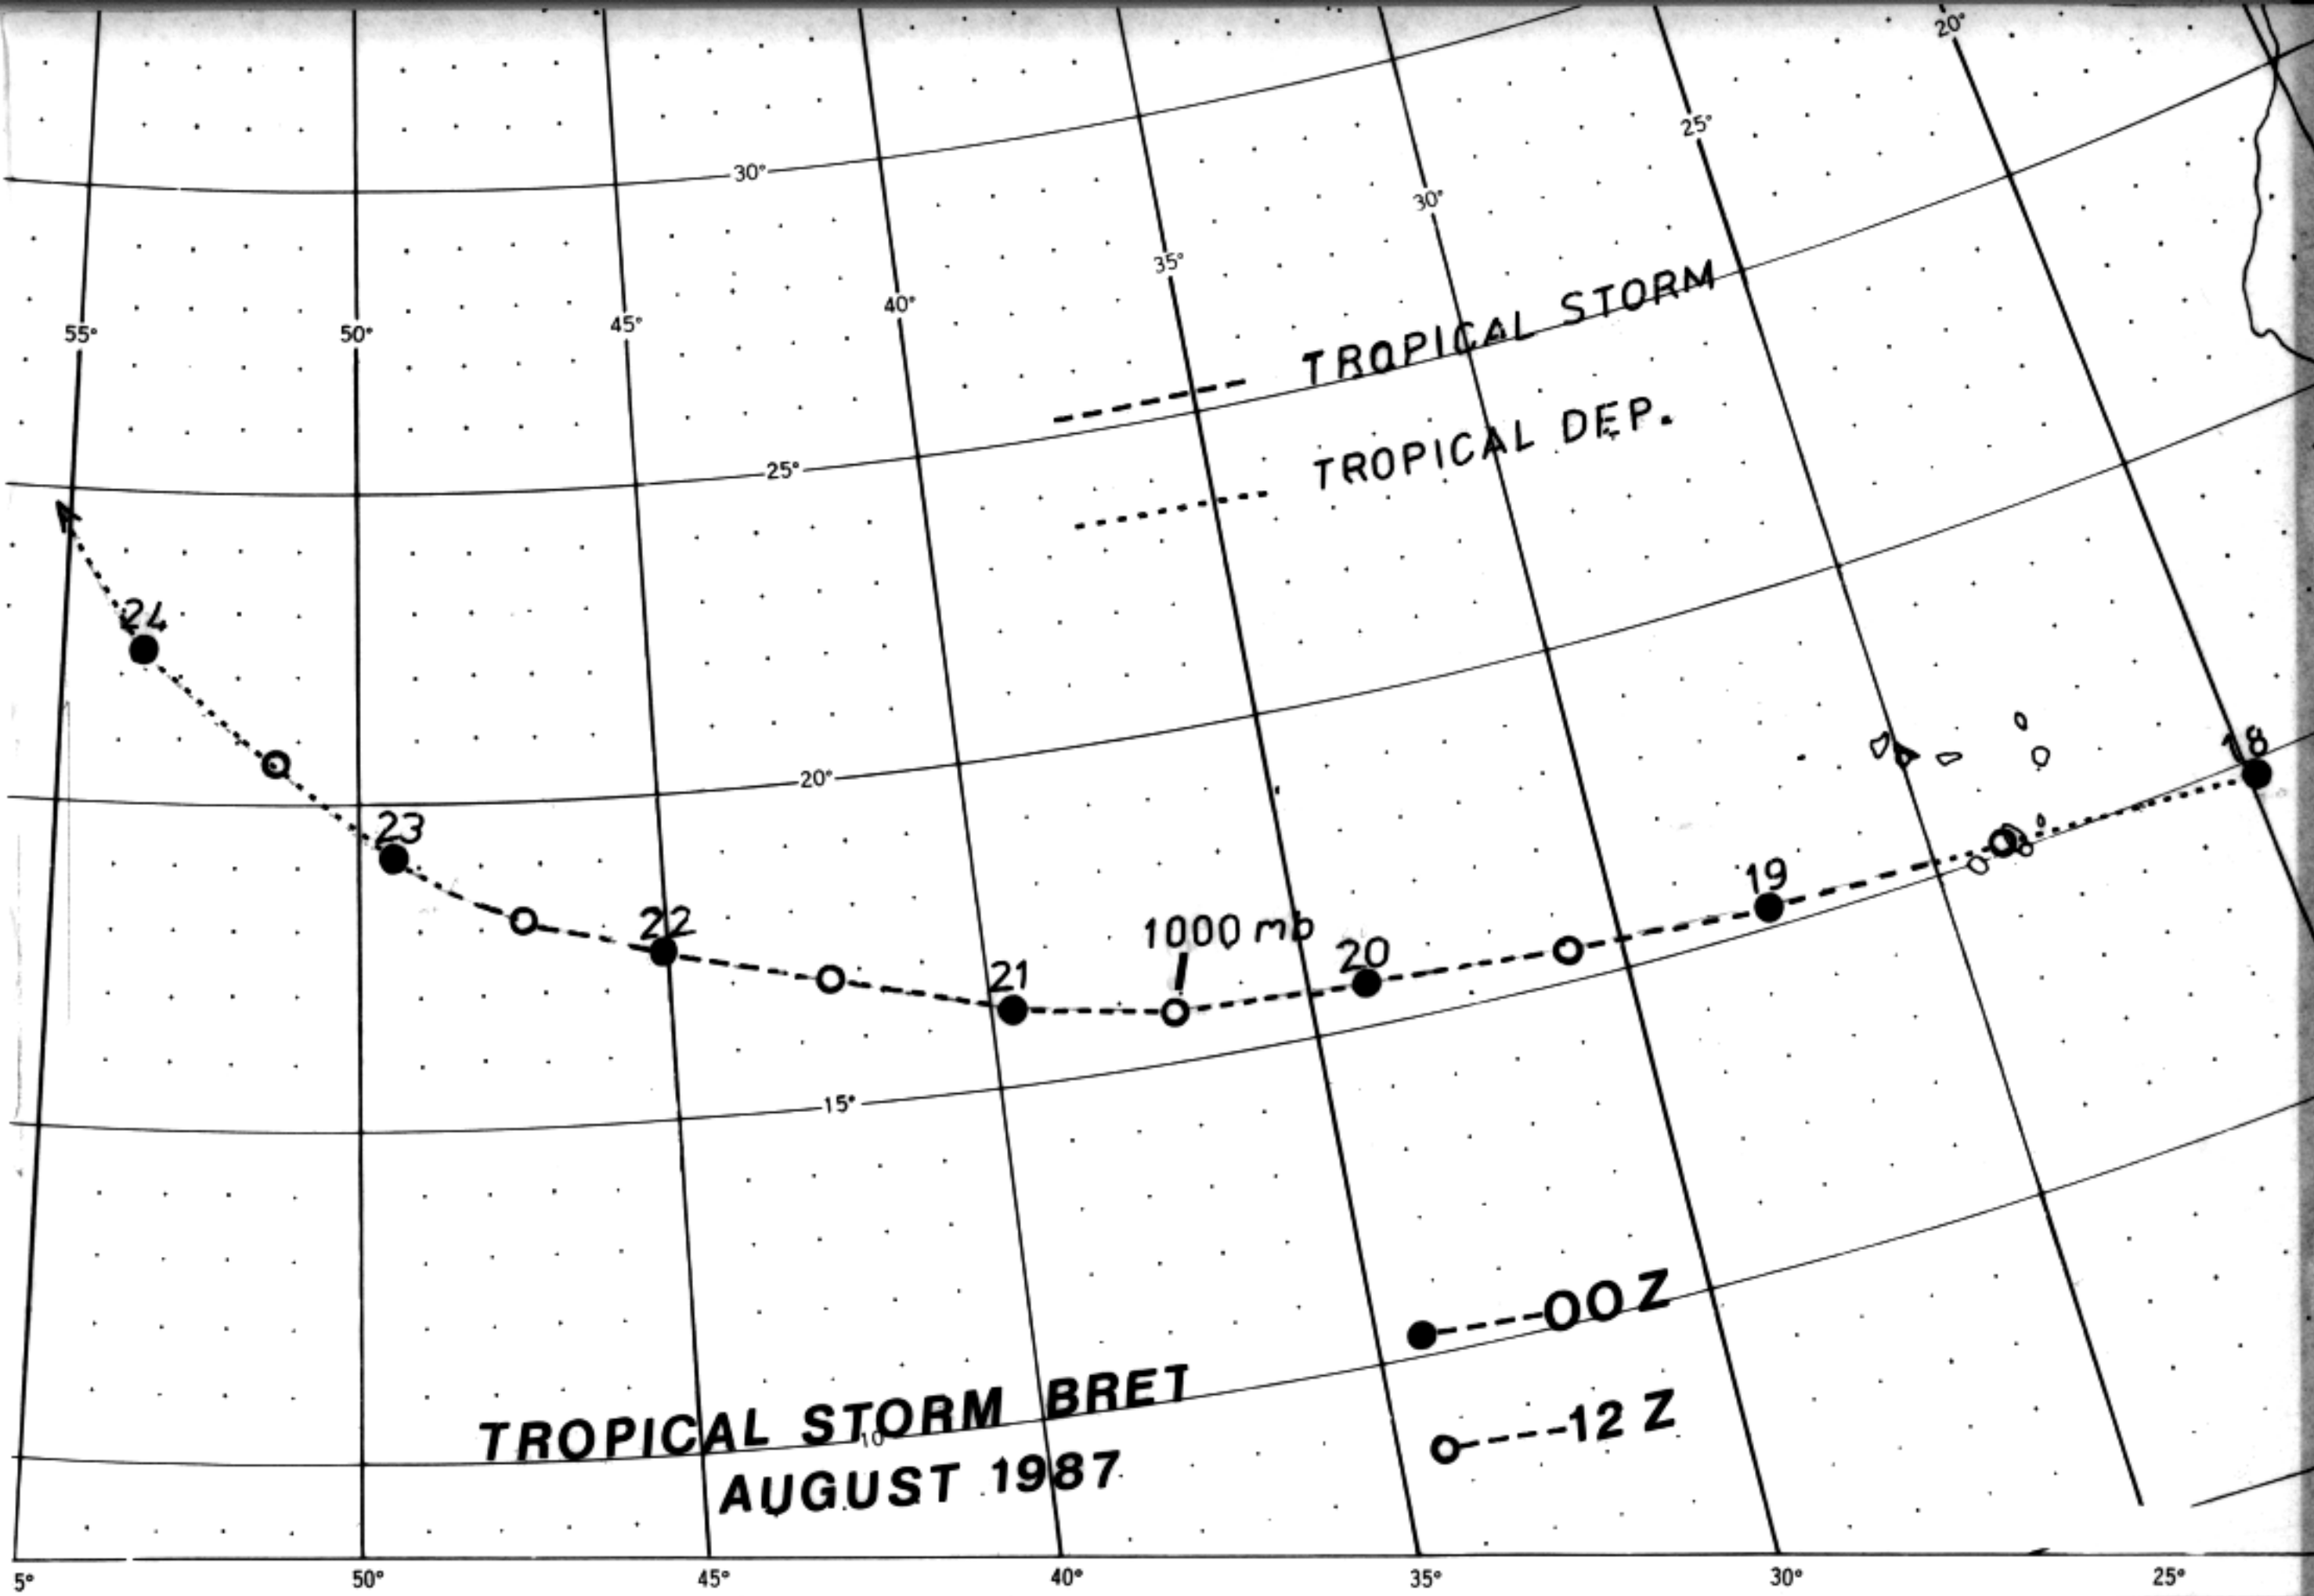 20°
25°
30°
30°
35°
40°
45°
50°
55°
TROPICAL STORM
25°
TROPICAL DEP.
24
18
20°
23
19
22
1000 mb
20
21
15°
00 Z
12 Z
TROPICAL STORM BRET
10
AUGUST 1987
5° 50° 45° 40° 35° 30° 25°